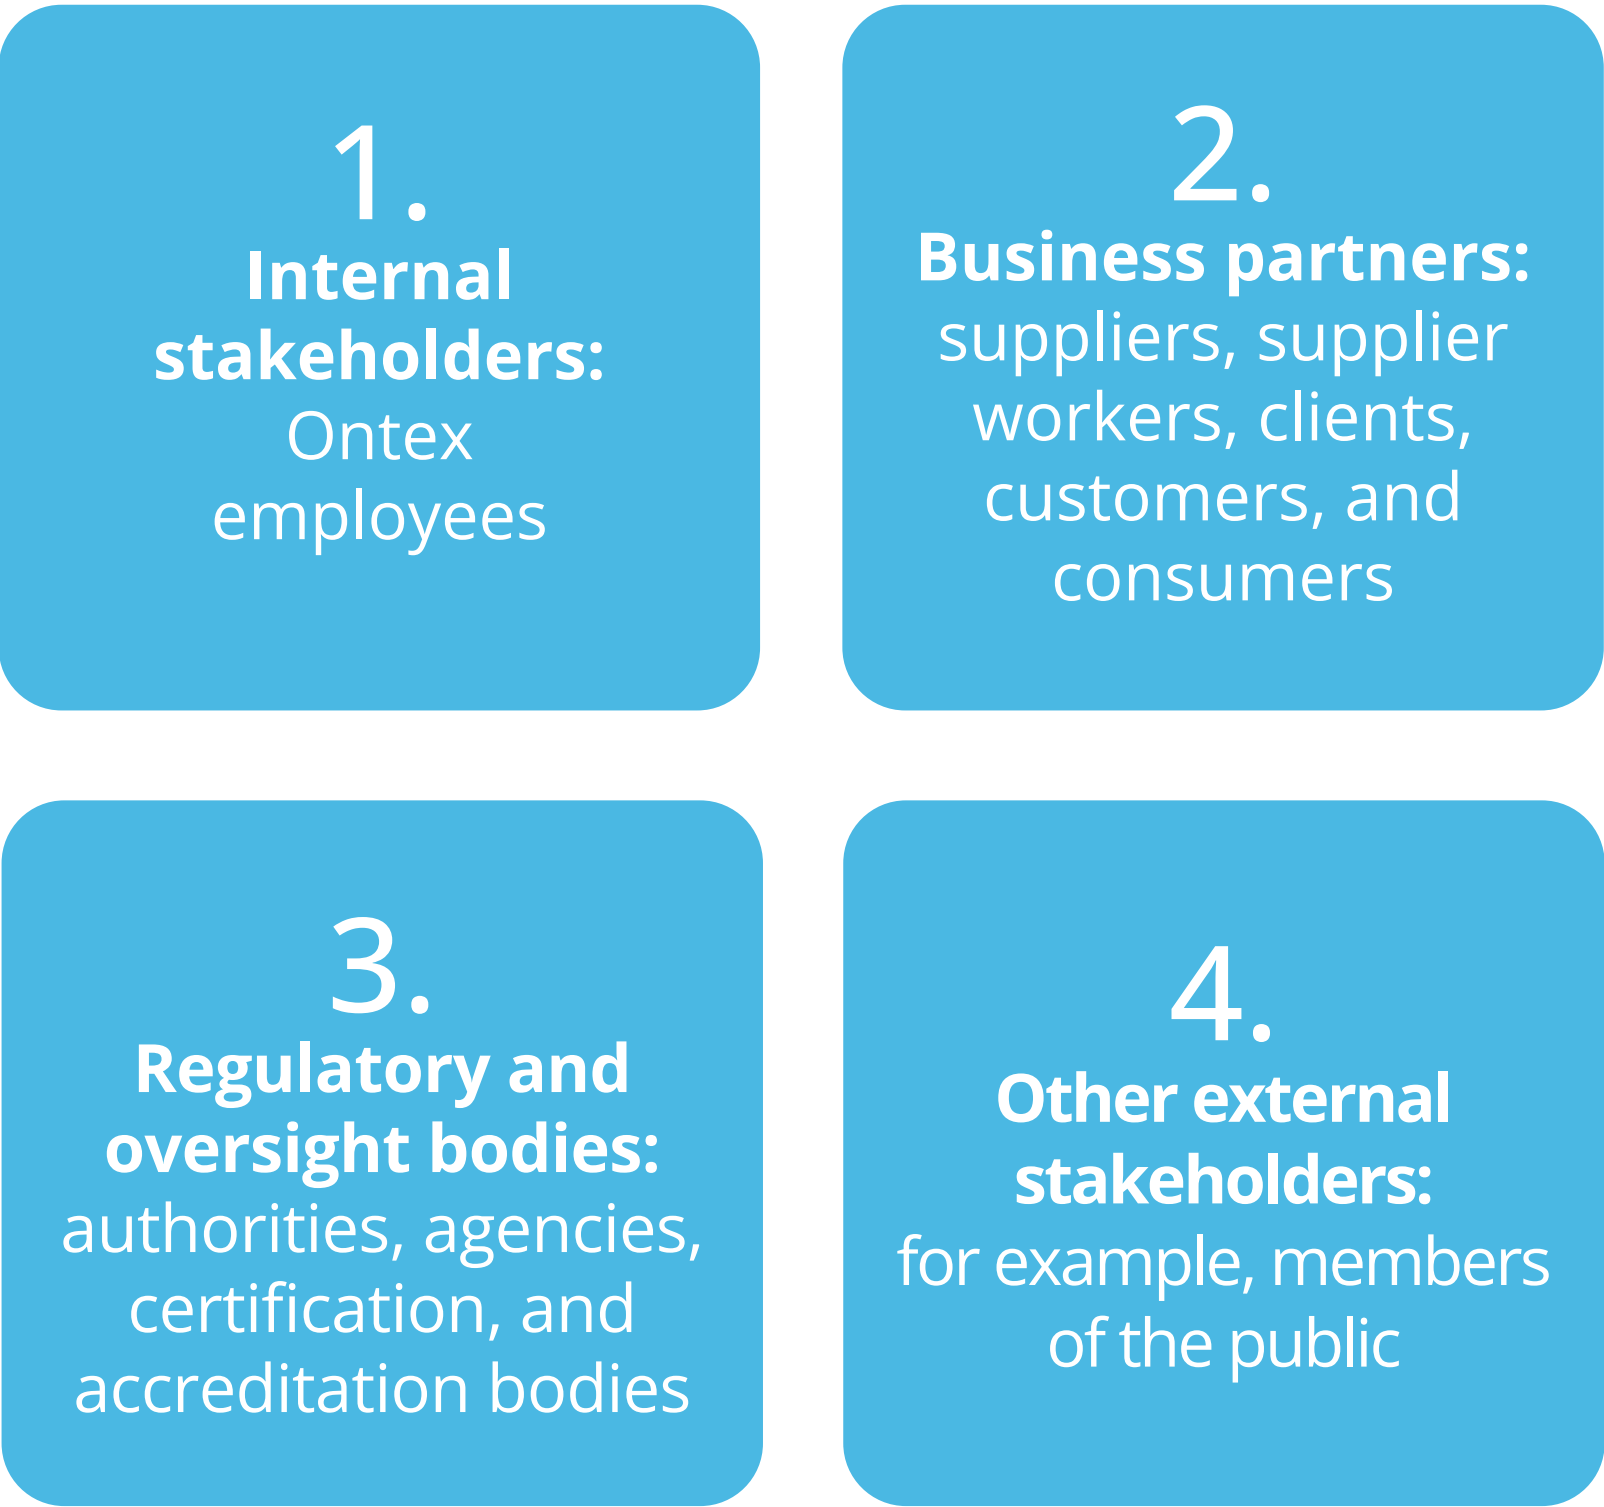 1.
Internal
stakeholders:
Ontex
employees
2.
Business partners:
suppliers, supplier
workers, clients,
customers, and
consumers
3.
Regulatory and
oversight bodies:
authorities, agencies,
certification, and
accreditation bodies
4.
Other external
stakeholders:
for example, members
of the public